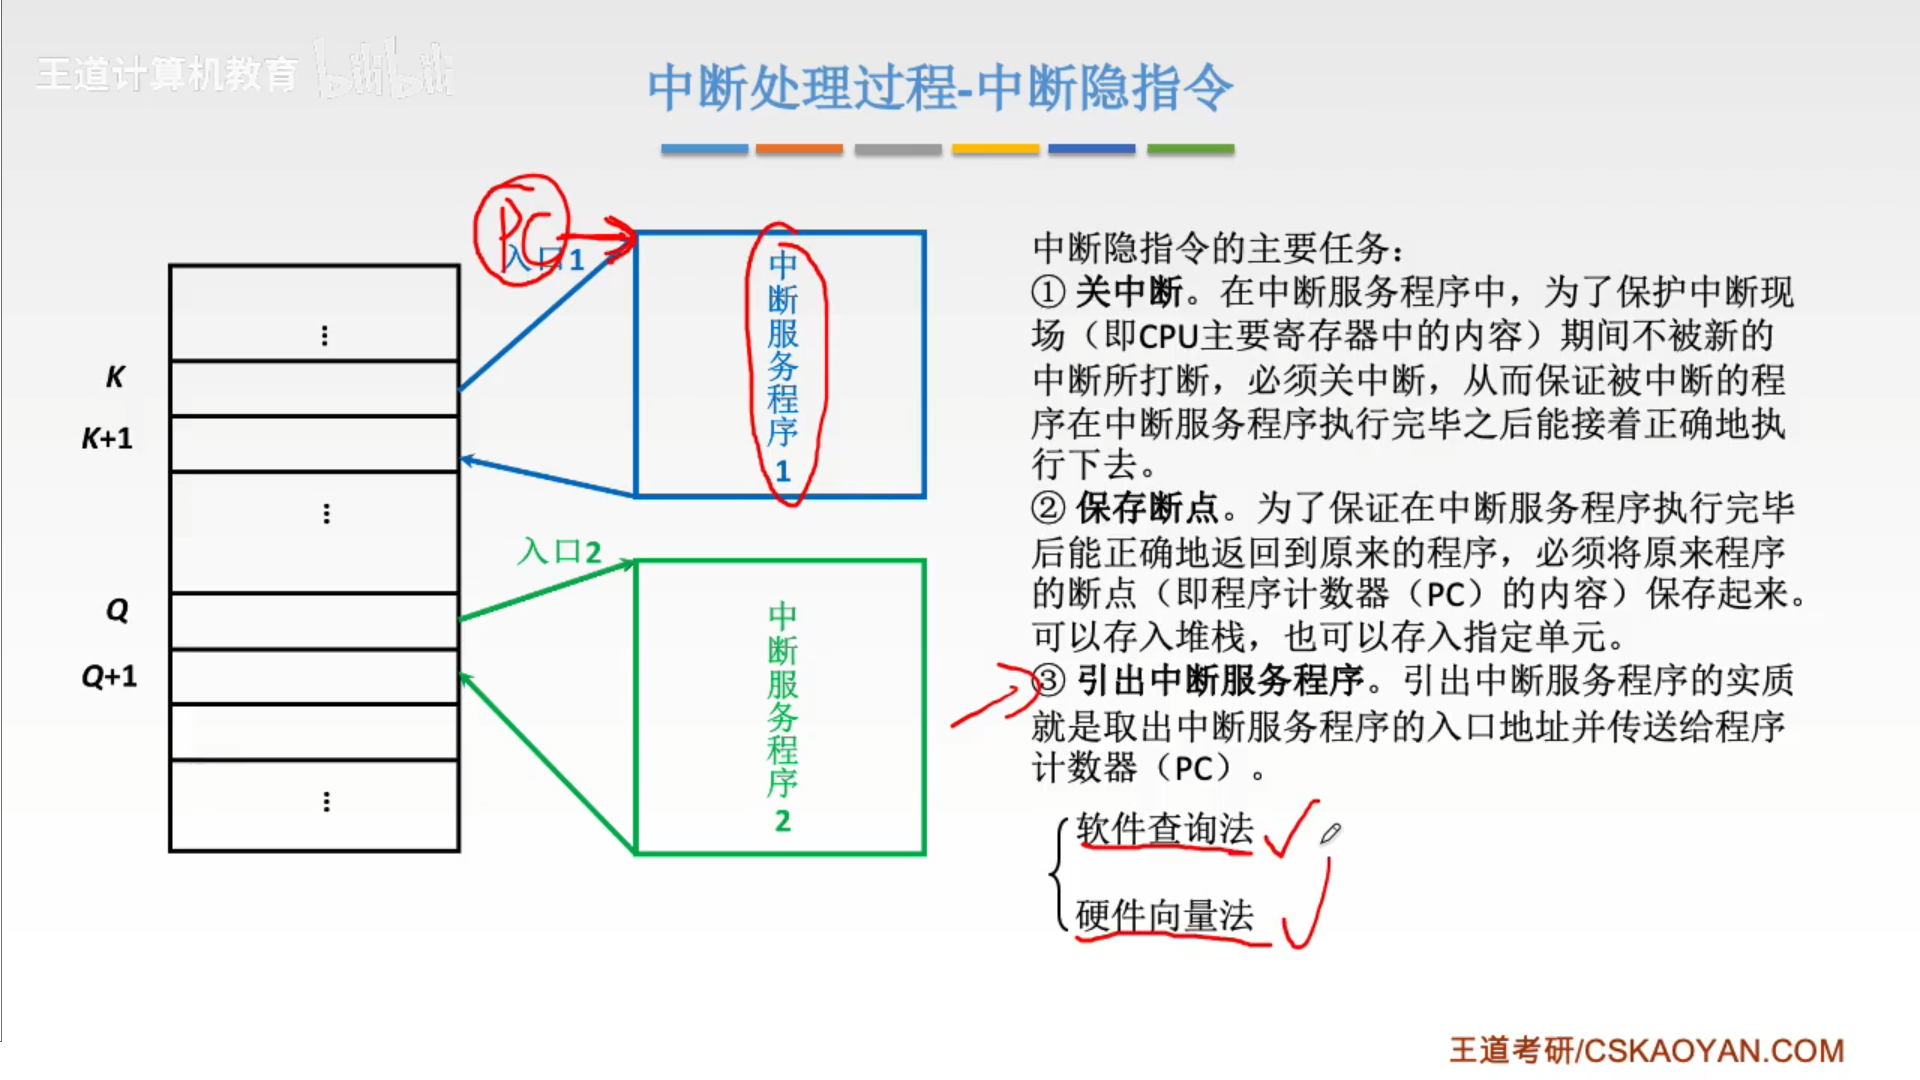 王道计算机教育 bilibili
中断处理过程-中断隐指令
PC
入口1
中断服务程序1
K
K+1
入口2
中断服务程序2
Q
Q+1
中断隐指令的主要任务：
① 关中断。在中断服务程序中，为了保护中断现
场（即CPU主要寄存器中的内容）期间不被新的
中断所打断，必须关中断，从而保证被中断的程
序在中断服务程序执行完毕之后能接着正确地执
行下去。
② 保存断点。为了保证在中断服务程序执行完毕
后能正确地返回到原来的程序，必须将原来程序
的断点（即程序计数器（PC）的内容）保存起来。
可以存入堆栈，也可以存入指定单元。
③ 引出中断服务程序。引出中断服务程序的实质
就是取出中断服务程序的入口地址并传送给程序
计数器（PC）。
软件查询法
硬件向量法
王道考研/CSKAOYAN.COM